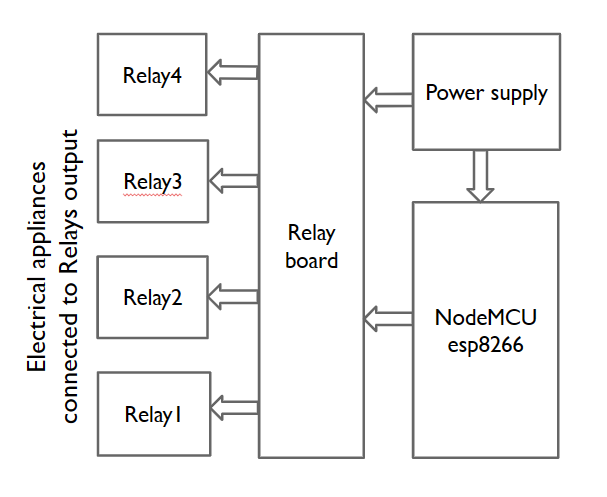 Relay4
Power supply
Relay3
Electrical appliances
connected to Relays output
Relay
board
Relay2
NodeMCU
esp8266
Relay1